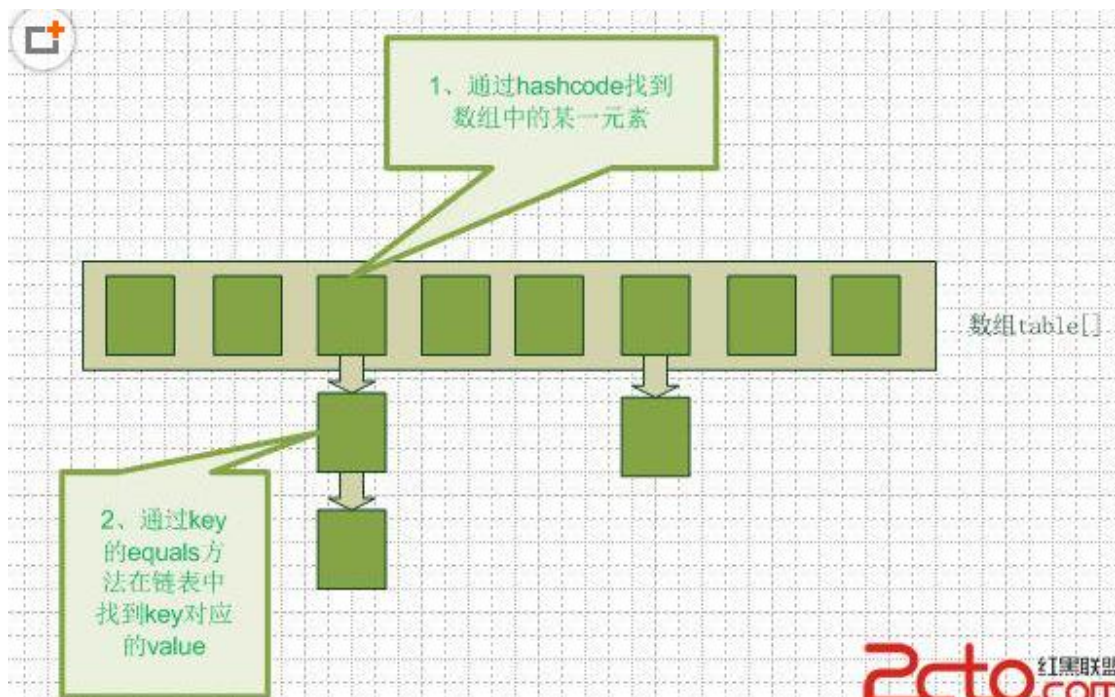 1、通过hashcode找到
数组中的某一元素
数组table[]
2、通过key
的equals方
法在链表中
找到key对应
的value
2cto
红黑联盟
.COM